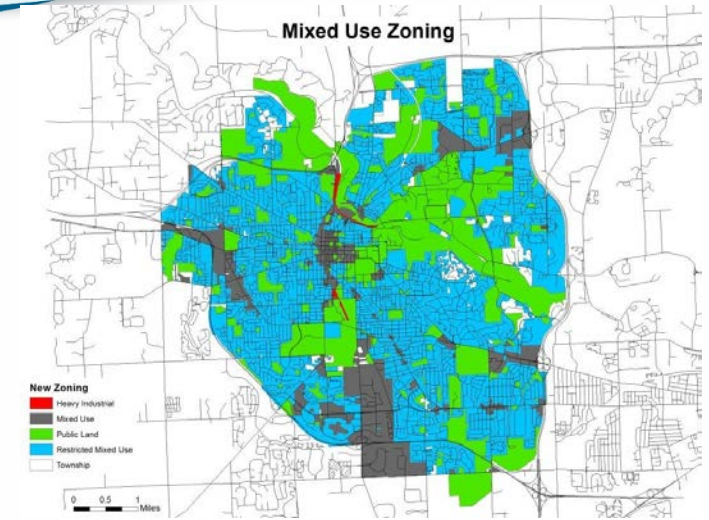 Mixed Use Zoning
New Zoning
Heavy Industrial
Mixed Use
Public Land
Restricted Mixed Use
Township
0 0.5 1
Miles